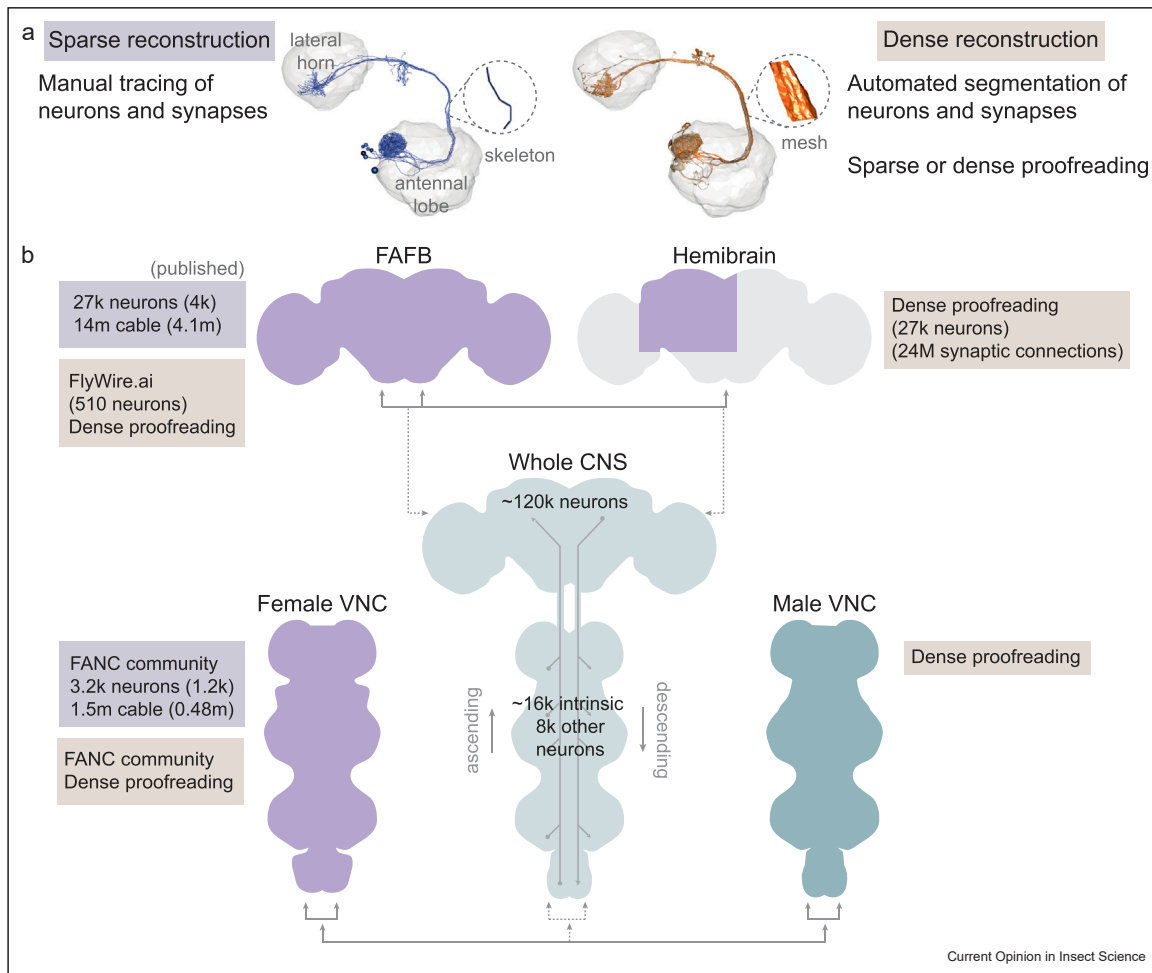 a
Sparse reconstruction
Manual tracing of
neurons and synapses
lateral
horn
skeleton
antennal
lobe
Dense reconstruction
Automated segmentation of
neurons and synapses
mesh
Sparse or dense proofreading
b
FAFB
Hemibrain
(published)
27k neurons (4k)
14m cable (4.1m)
FlyWire.ai
(510 neurons)
Dense proofreading
Dense proofreading
(27k neurons)
(24M synaptic connections)
Whole CNS
~120k neurons
Female VNC
Male VNC
FANC community
3.2k neurons (1.2k)
1.5m cable (0.48m)
FANC community
Dense proofreading
ascending
~16k intrinsic
8k other
neurons
descending
Dense proofreading
Current Opinion in Insect Science